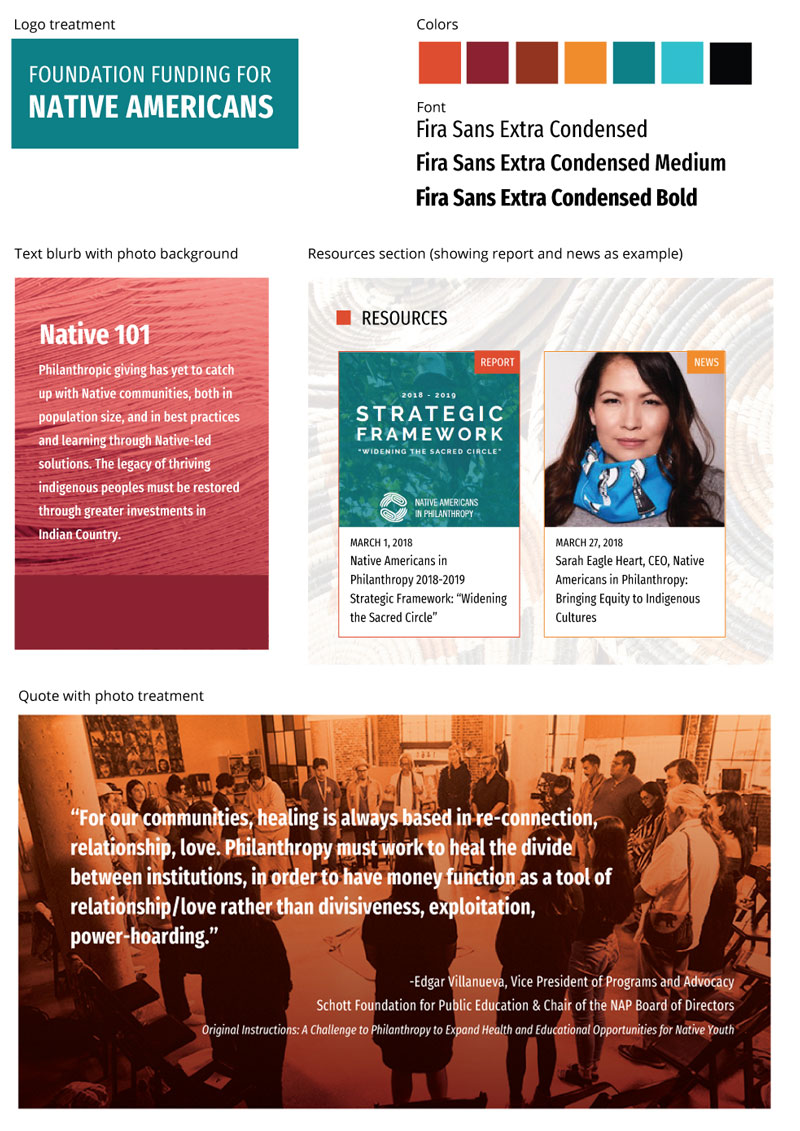 Logo treatment
FOUNDATION FUNDING FOR
NATIVE AMERICANS
Colors
Font
Fira Sans Extra Condensed
Fira Sans Extra Condensed Medium
Fira Sans Extra Condensed Bold
Text blurb with photo background
Native 101
Philanthropic giving has yet to catch
up with Native communities, both in
population size, and in best practices
and learning through Native-led
solutions. The legacy of thriving
indigenous peoples must be restored
through greater investments in
Indian Country.
Resources section (showing report and news as example)
RESOURCES
REPORT
2018 - 2019
STRATEGIC
FRAMEWORK
"WIDENING THE SACRED CIRCLE"
NATIVE AMERICANS
IN PHILANTHROPY
MARCH 1, 2018
Native Americans in
Philanthropy 2018-2019
Strategic Framework: “Widening
the Sacred Circle”
NEWS
MARCH 27, 2018
Sarah Eagle Heart, CEO, Native
Americans in Philanthropy:
Bringing Equity to Indigenous
Cultures
Quote with photo treatment
“For our communities, healing is always based in re-connection,
relationship, love. Philanthropy must work to heal the divide
between institutions, in order to have money function as a tool of
relationship/love rather than divisiveness, exploitation,
power-hoarding.”
-Edgar Villanueva, Vice President of Programs and Advocacy
Schott Foundation for Public Education & Chair of the NAP Board of Directors
Original Instructions: A Challenge to Philanthropy to Expand Health and Educational Opportunities for Native Youth